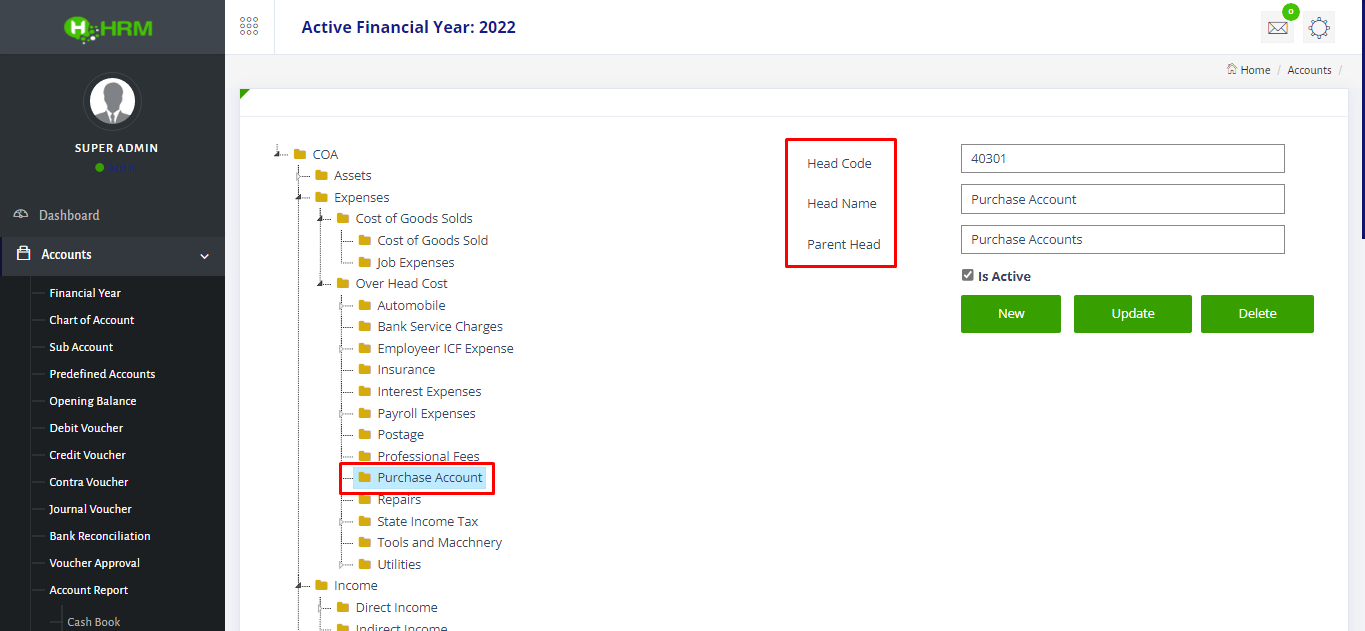 HRM
Active Financial Year: 2022
0
Home / Accounts /
SUPER ADMIN
Dashboard
Accounts
Financial Year
Chart of Account
Sub Account
Predefined Accounts
Opening Balance
Debit Voucher
Credit Voucher
Contra Voucher
Journal Voucher
Bank Reconciliation
Voucher Approval
Account Report
Cash Book
COA
Assets
Expenses
Cost of Goods Solds
Cost of Goods Sold
Job Expenses
Over Head Cost
Automobile
Bank Service Charges
Employeer ICF Expense
Insurance
Interest Expenses
Payroll Expenses
Postage
Professional Fees
Purchase Account
Repairs
State Income Tax
Tools and Macchnery
Utilities
Income
Direct Income
Indirect Income
Head Code 40301
Head Name Purchase Account
Parent Head Purchase Accounts
Is Active
New Update Delete